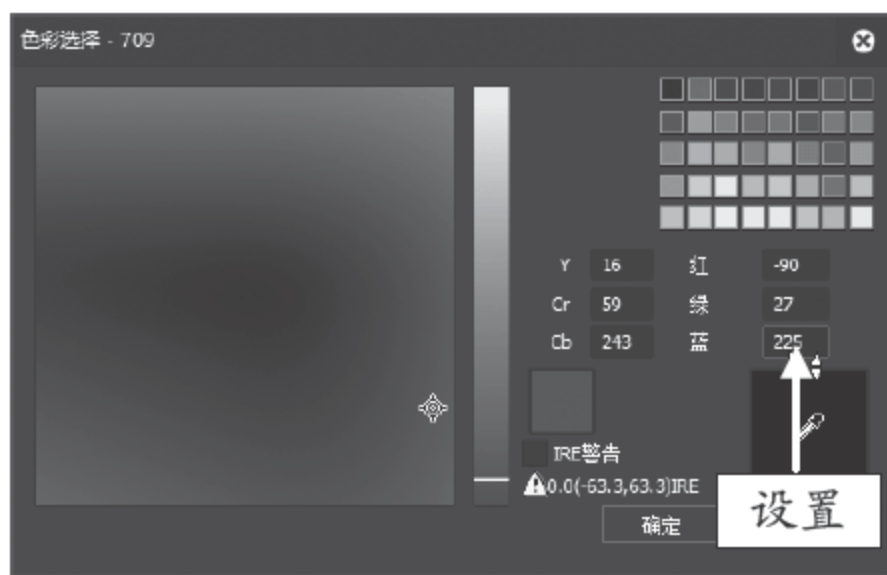 色彩选择 - 709
Y 16 红 -90
Cr 59 绿 27
Cb 243 蓝 225
IRE警告
0.0(-63.3,63.3)IRE
确定
设置